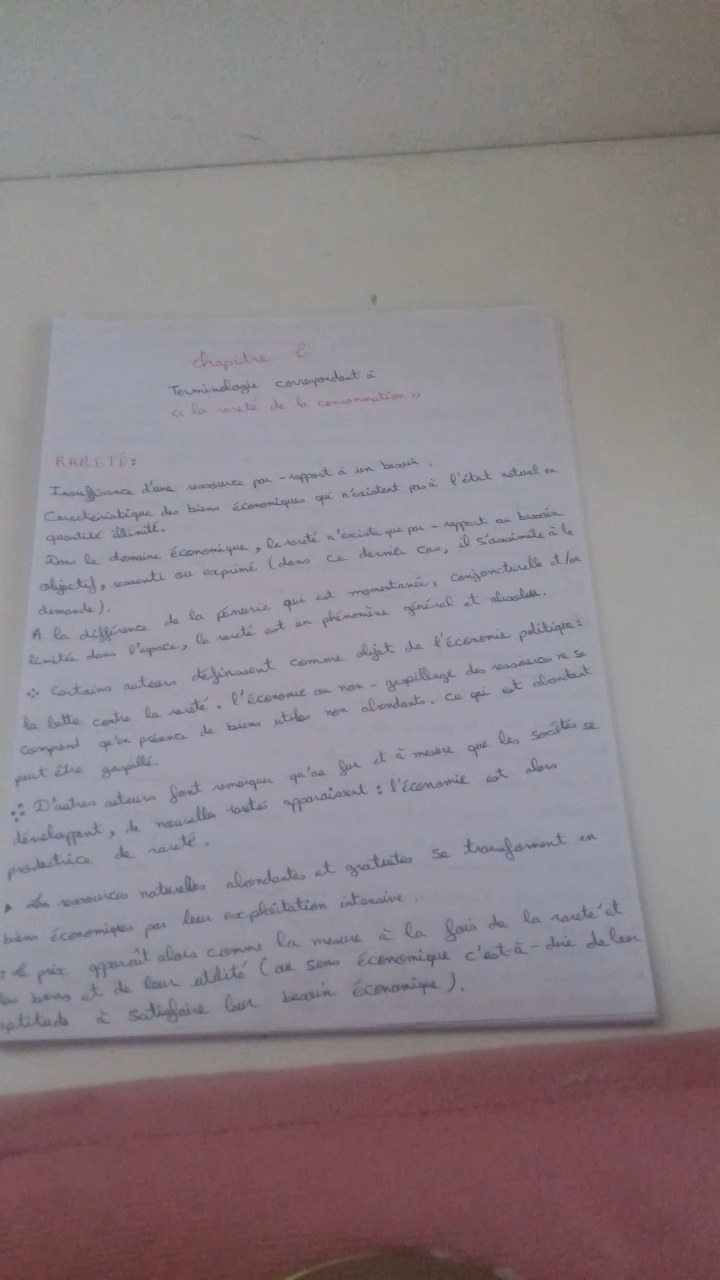 chapitre 2
Terminologie correspondant à
<< la rareté de la consommation >>
RARETÉ:
Insuffisance d'une ressource par-rapport à un besoin.
Caractéristique des biens économiques qui n'existent pas à l'état naturel en
quantité illimité.
Dans le domaine économique, la rareté n'existe que par-rapport au besoin
objectif, ressenti ou exprimé (dans ce dernier cas, il s'assimile à la
demande).
A la différence de la pénurie qui est momentanée, conjoncturelle et/ou
limitée dans l'espace, la rareté est un phénomène général et absolu.
Certains auteurs définissent comme objet de l'économie politique:
la lutte contre la rareté. l'économie ou non-gaspillage des ressources ne se
comprend qu'en présence de biens utiles non abondants. ce qui est abondant
peut être gaspillé.
D'autres auteurs font remarquer qu'au fur et à mesure que les sociétés se
développent, de nouvelles raretés apparaissent : l'économie est alors
productrice de rareté.
Les ressources naturelles abondantes et gratuites se transforment en
biens économiques par leur exploitation intensive.
Le prix apparaît alors comme la mesure à la fois de la rareté et
biens et de leur utilité (au sens économique c'est-à-dire de leur
aptitude à satisfaire leur besoin économique).